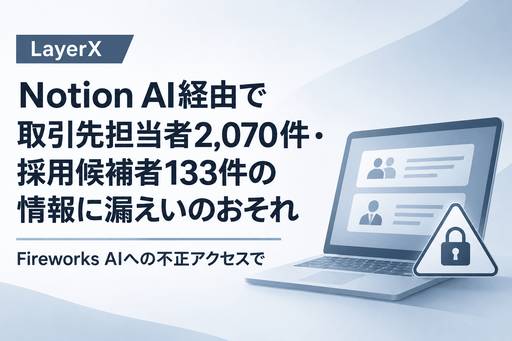 LayerX
Notion AI経由で
取引先担当者2,070件・
採用候補者133件の
情報に漏えいのおそれ
Fireworks AIへの不正アクセスで